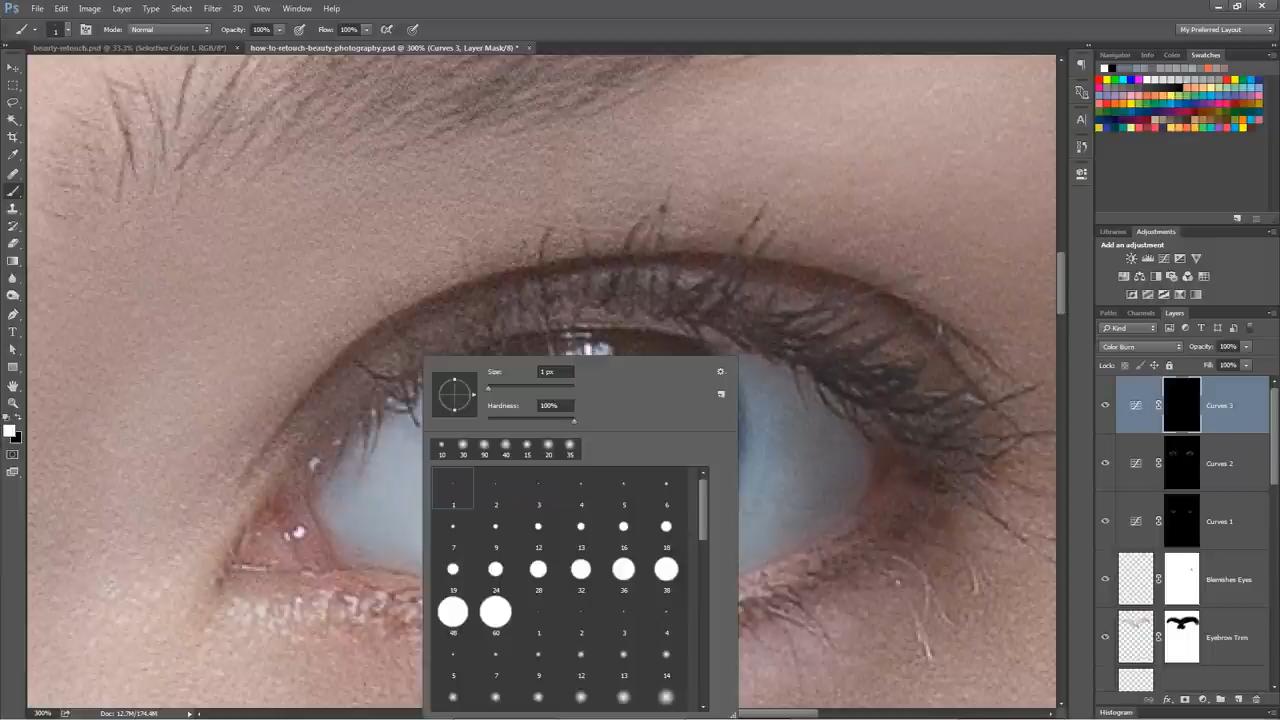 Ps File Edit Image Layer Type Select Filter 3D View Window Help
1 Mode: Normal Opacity: 100% Flow: 100% My Preferred Layout
beauty-retouch.psd @ 33.3% (Selective Color 1, RGB/8*) × how-to-retouch-beauty-photography.psd @ 300% (Curves 3, Layer Mask/8) * ×
Navigator Info Color Swatches
Libraries Adjustments
Add an adjustment
Paths Channels Layers
Kind
Color Burn Opacity: 100%
Lock: Fill: 100%
Curves 3
Curves 2
Curves 1
Blemishes Eyes
Eyebrow Trim
Histogram
Size: 1 px
Hardness: 100%
10 30 90 40 15 20 35
1 2 3 4 5 6
7 9 12 13 16 18
19 24 28 32 36 38
48 60 1 2 3 4
5 7 9 12 13 14
300% Doc: 12.7M/174.4M